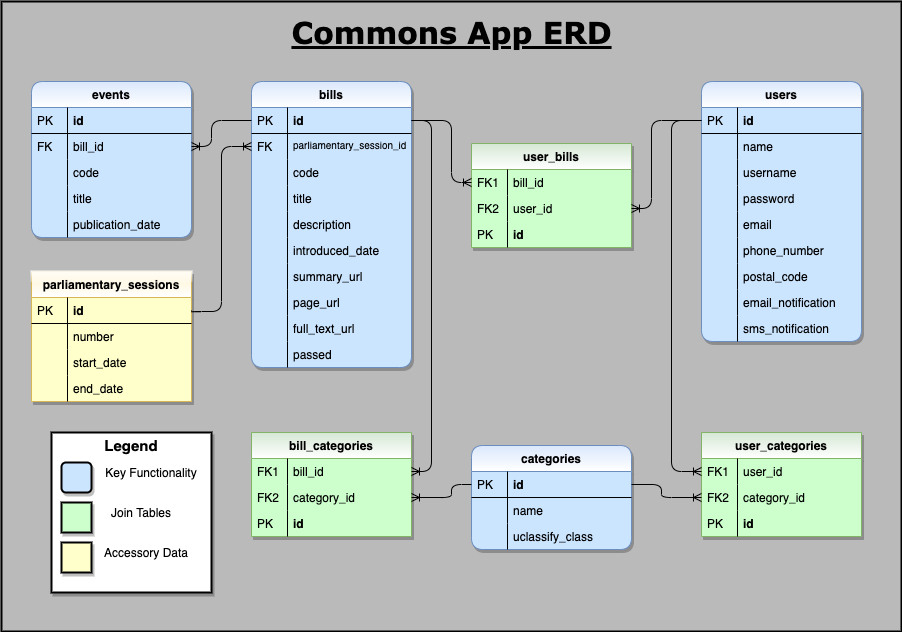 Commons App ERD
events
PK id
FK bill_id
code
title
publication_date
bills
PK id
FK parliamentary_session_id
code
title
description
introduced_date
summary_url
page_url
full_text_url
passed
user_bills
FK1 bill_id
FK2 user_id
PK id
users
PK id
name
username
password
email
phone_number
postal_code
email_notification
sms_notification
parliamentary_sessions
PK id
number
start_date
end_date
Legend
Key Functionality
Join Tables
Accessory Data
bill_categories
FK1 bill_id
FK2 category_id
PK id
categories
PK id
name
uclassify_class
user_categories
FK1 user_id
FK2 category_id
PK id